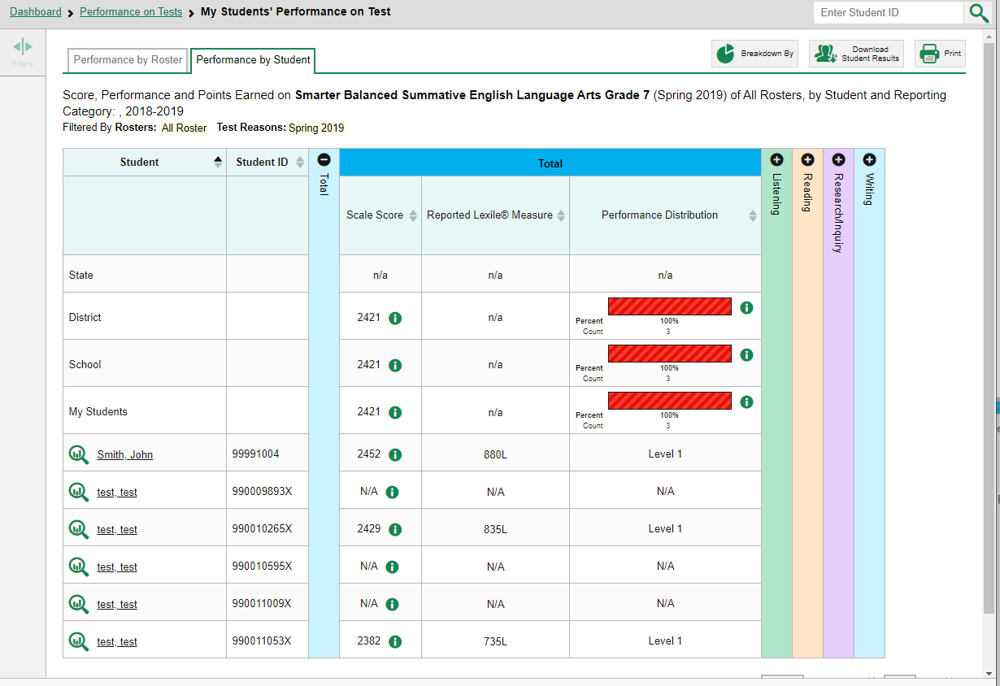 Dashboard > Performance on Tests > My Students' Performance on Test
Enter Student ID
Filters
Performance by Roster
Performance by Student
Breakdown By
Download
Student Results
Print
Score, Performance and Points Earned on Smarter Balanced Summative English Language Arts Grade 7 (Spring 2019) of All Rosters, by Student and Reporting
Category: , 2018-2019
Filtered By Rosters: All Roster Test Reasons: Spring 2019
Student Student ID Total Total Listening Reading Research/Inquiry Writing
Scale Score Reported Lexile® Measure Performance Distribution
State n/a n/a n/a
District 2421 n/a
Percent 100%
Count 3
School 2421 n/a
Percent 100%
Count 3
My Students 2421 n/a
Percent 100%
Count 3
Smith, John 99991004 2452 880L Level 1
test, test 990009893X N/A N/A N/A
test, test 990010265X 2429 835L Level 1
test, test 990010595X N/A N/A N/A
test, test 990011009X N/A N/A N/A
test, test 990011053X 2382 735L Level 1